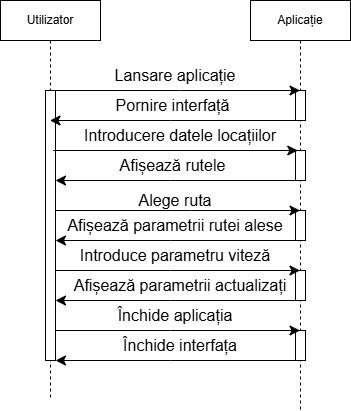 Utilizator
Aplicație
Lansare aplicație
Pornire interfață
Introducere datele locațiilor
Afișează rutele
Alege ruta
Afișează parametrii rutei alese
Introduce parametru viteză
Afișează parametrii actualizați
Închide aplicația
Închide interfața